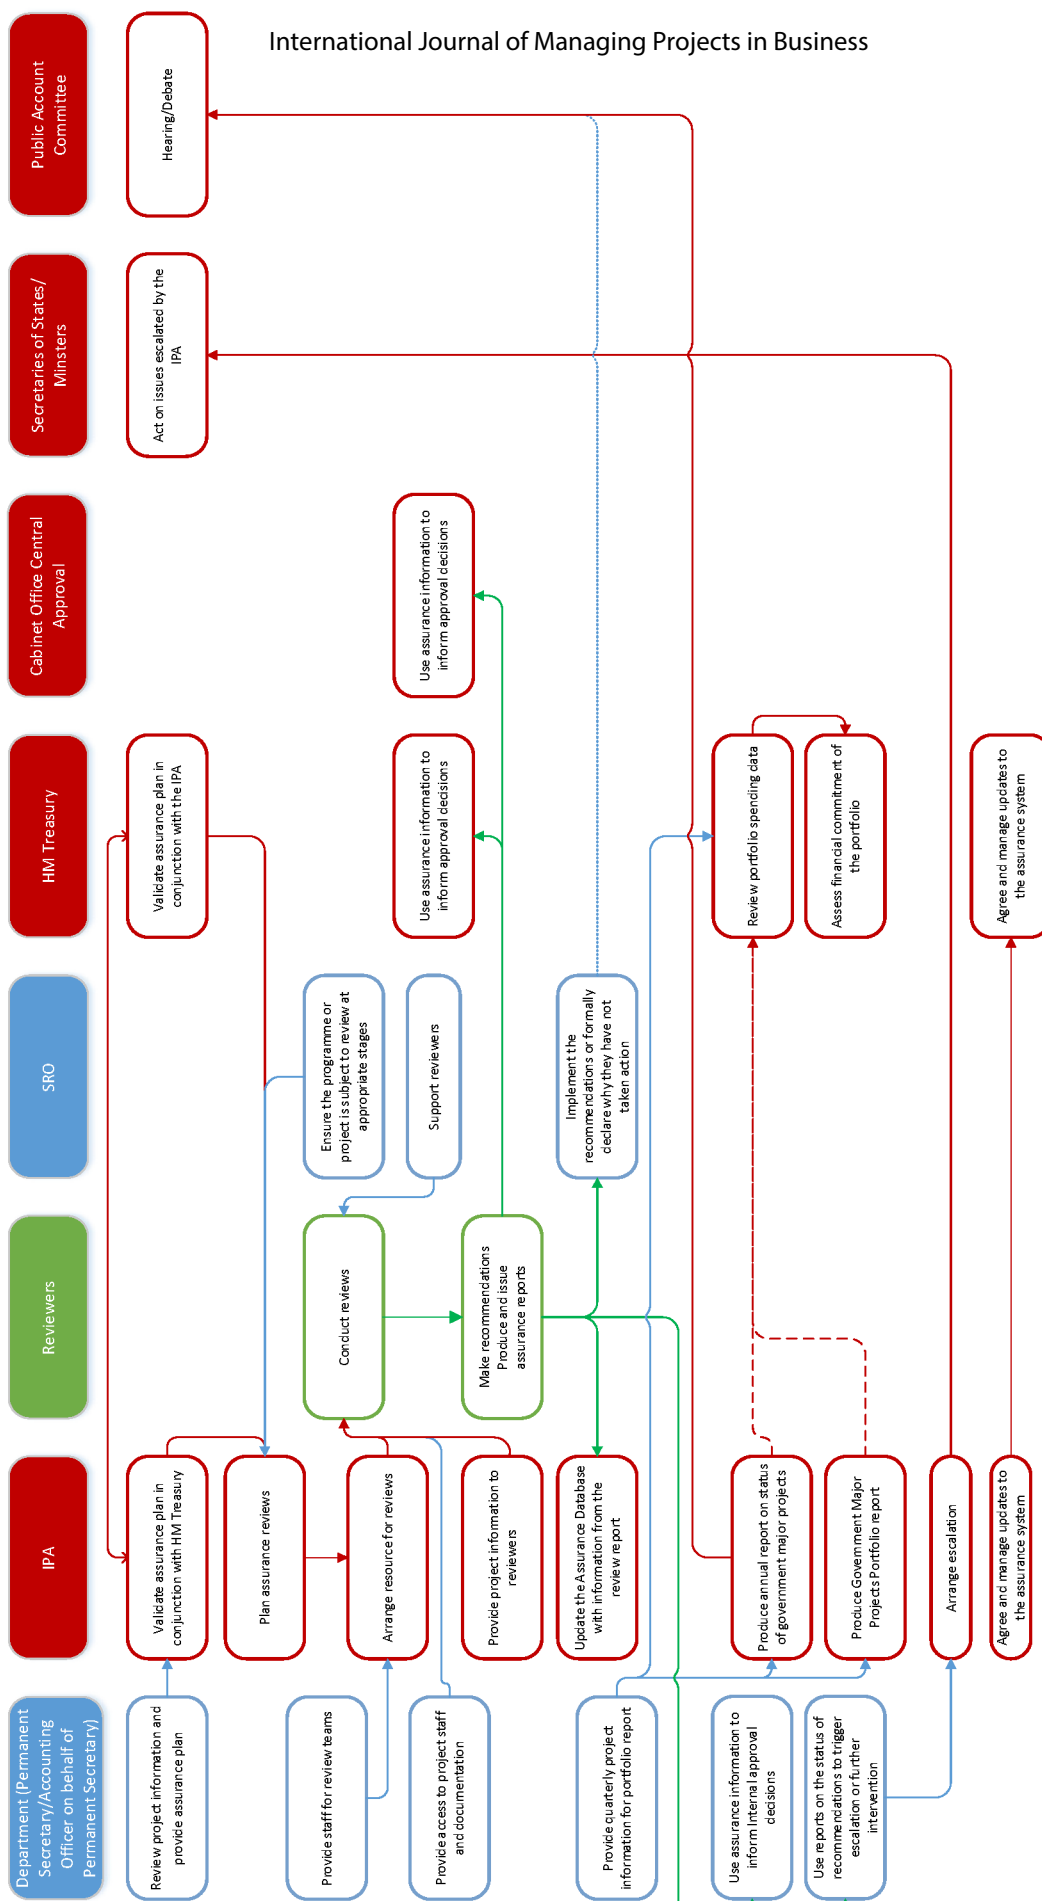 International Journal of Managing Projects in Business
Department (Permanent
Secretary/Accounting
Officer on behalf of
Permanent Secretary)
IPA
Reviewers
SRO
HM Treasury
Cabinet Office Central
Approval
Secretaries of States/
Minsters
Public Account
Committee
Review project information and
provide assurance plan
Validate assurance plan in
conjunction with HM Treasury
Validate assurance plan in
conjunction with the IPA
Act on issues escalated by the
IPA
Hearing/Debate
Plan assurance reviews
Provide staff for review teams
Arrange resource for reviews
Conduct reviews
Ensure the programme or
project is subject to review at
appropriate stages
Provide access to project staff
and documentation
Support reviewers
Use assurance information to
inform approval decisions
Use assurance information to
inform approval decisions
Provide project information to
reviewers
Make recommendations
Produce and issue
assurance reports
Update the Assurance Database
with information from the
review report
Implement the
recommendations or formally
declare why they have not
taken action
Provide quarterly project
information for portfolio report
Use assurance information to
inform Internal approval
decisions
Produce annual report on status
of government major projects
Review portfolio spending data
Use reports on the status of
recommendations to trigger
escalation or further
intervention
Produce Government Major
Projects Portfolio report
Assess financial commitment of
the portfolio
Arrange escalation
Agree and manage updates to
the assurance system
Agree and manage updates to
the assurance system